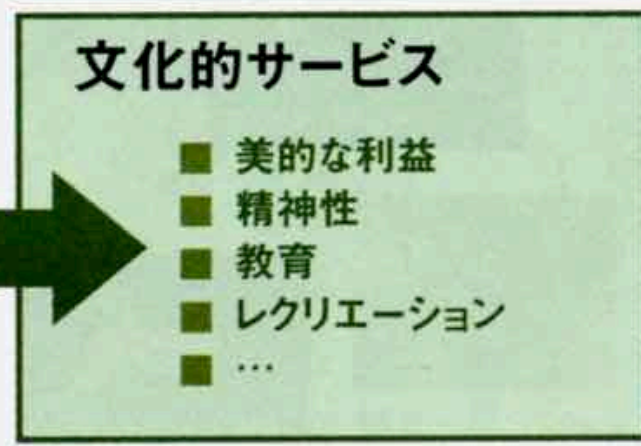 文化的サービス
■ 美的な利益
■ 精神性
■ 教育
■ レクリエーション
■ …